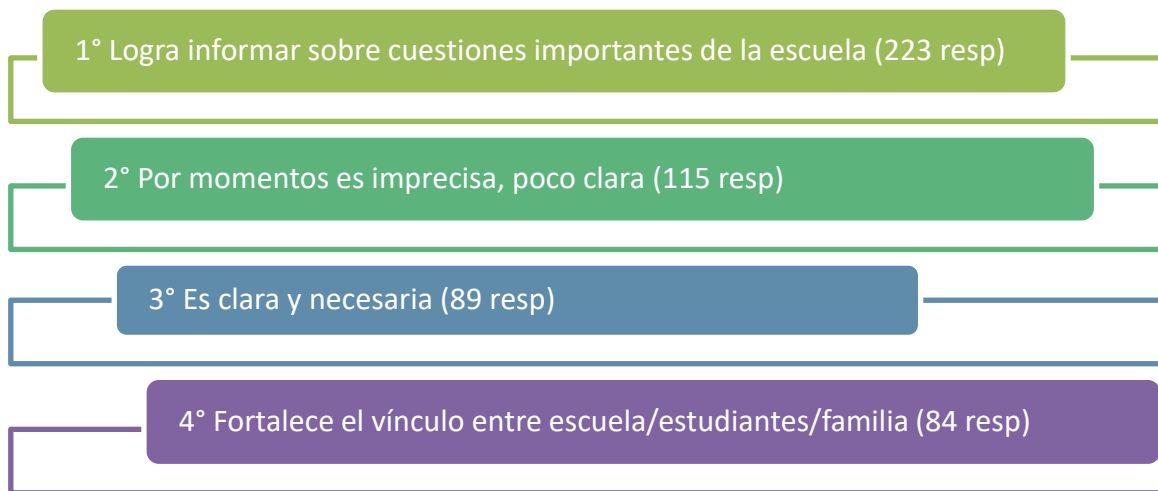 1° Logra informar sobre cuestiones importantes de la escuela (223 resp)
2° Por momentos es imprecisa, poco clara (115 resp)
3° Es clara y necesaria (89 resp)
4° Fortalece el vínculo entre escuela/estudiantes/familia (84 resp)